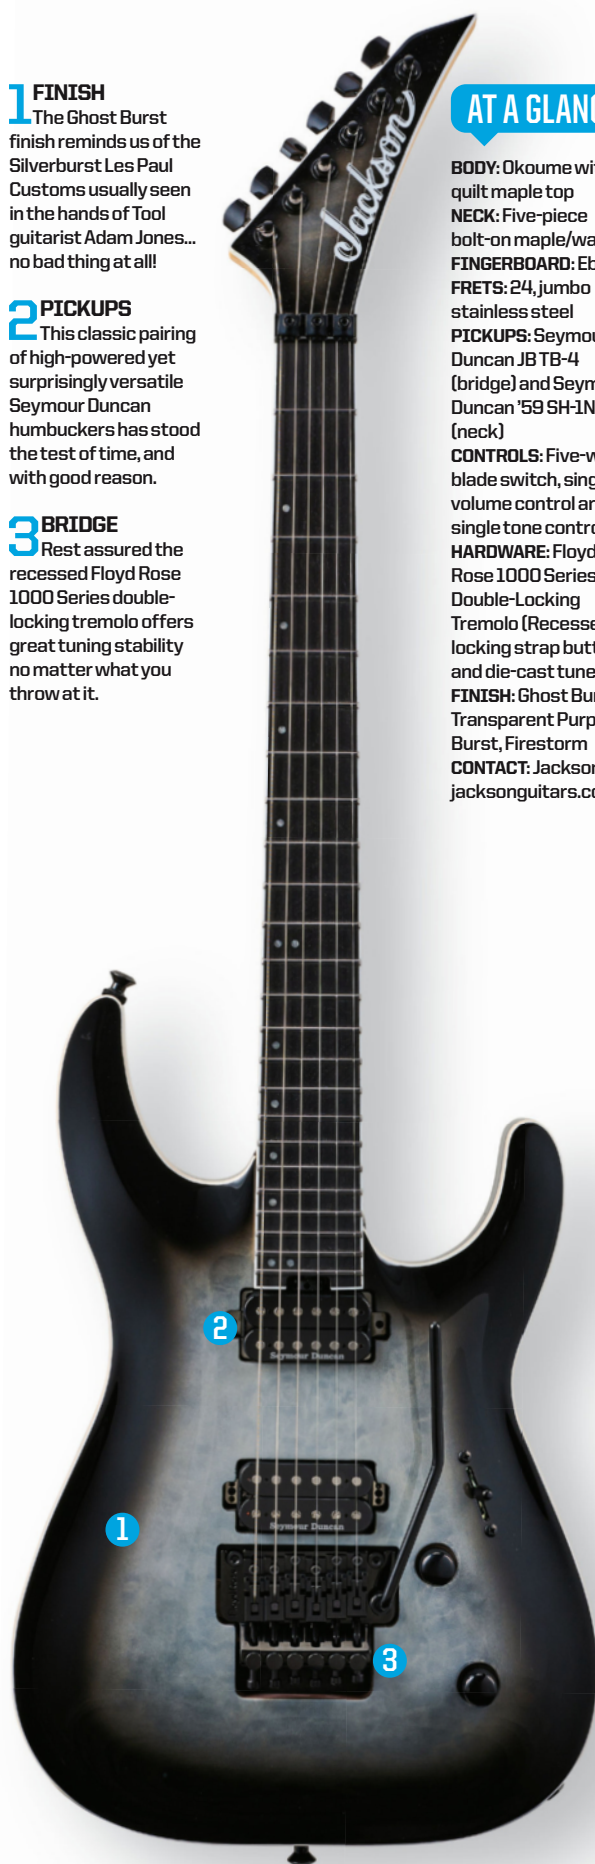 1 FINISH
The Ghost Burst
finish reminds us of the
Silverburst Les Paul
Customs usually seen
in the hands of Tool
guitarist Adam Jones...
no bad thing at all!
2 PICKUPS
This classic pairing
of high-powered yet
surprisingly versatile
Seymour Duncan
humbuckers has stood
the test of time, and
with good reason.
3 BRIDGE
Rest assured the
recessed Floyd Rose
1000 Series double-
locking tremolo offers
great tuning stability
no matter what you
throw at it.
Jackson
AT A GLANC
BODY: Okoume wi
quilt maple top
NECK: Five-piece
bolt-on maple/wa
FINGERBOARD: Eb
FRETS: 24, jumbo
stainless steel
PICKUPS: Seymou
Duncan JB TB-4
(bridge) and Seym
Duncan '59 SH-1N
(neck)
CONTROLS: Five-w
blade switch, sing
volume control an
single tone contro
HARDWARE: Floyd
Rose 1000 Series
Double-Locking
Tremolo (Recesse
locking strap butt
and die-cast tune
FINISH: Ghost Bu
Transparent Purp
Burst, Firestorm
CONTACT: Jackson
jacksonguitars.co
2
Seymour Duncan
Seymour Duncan
1
3